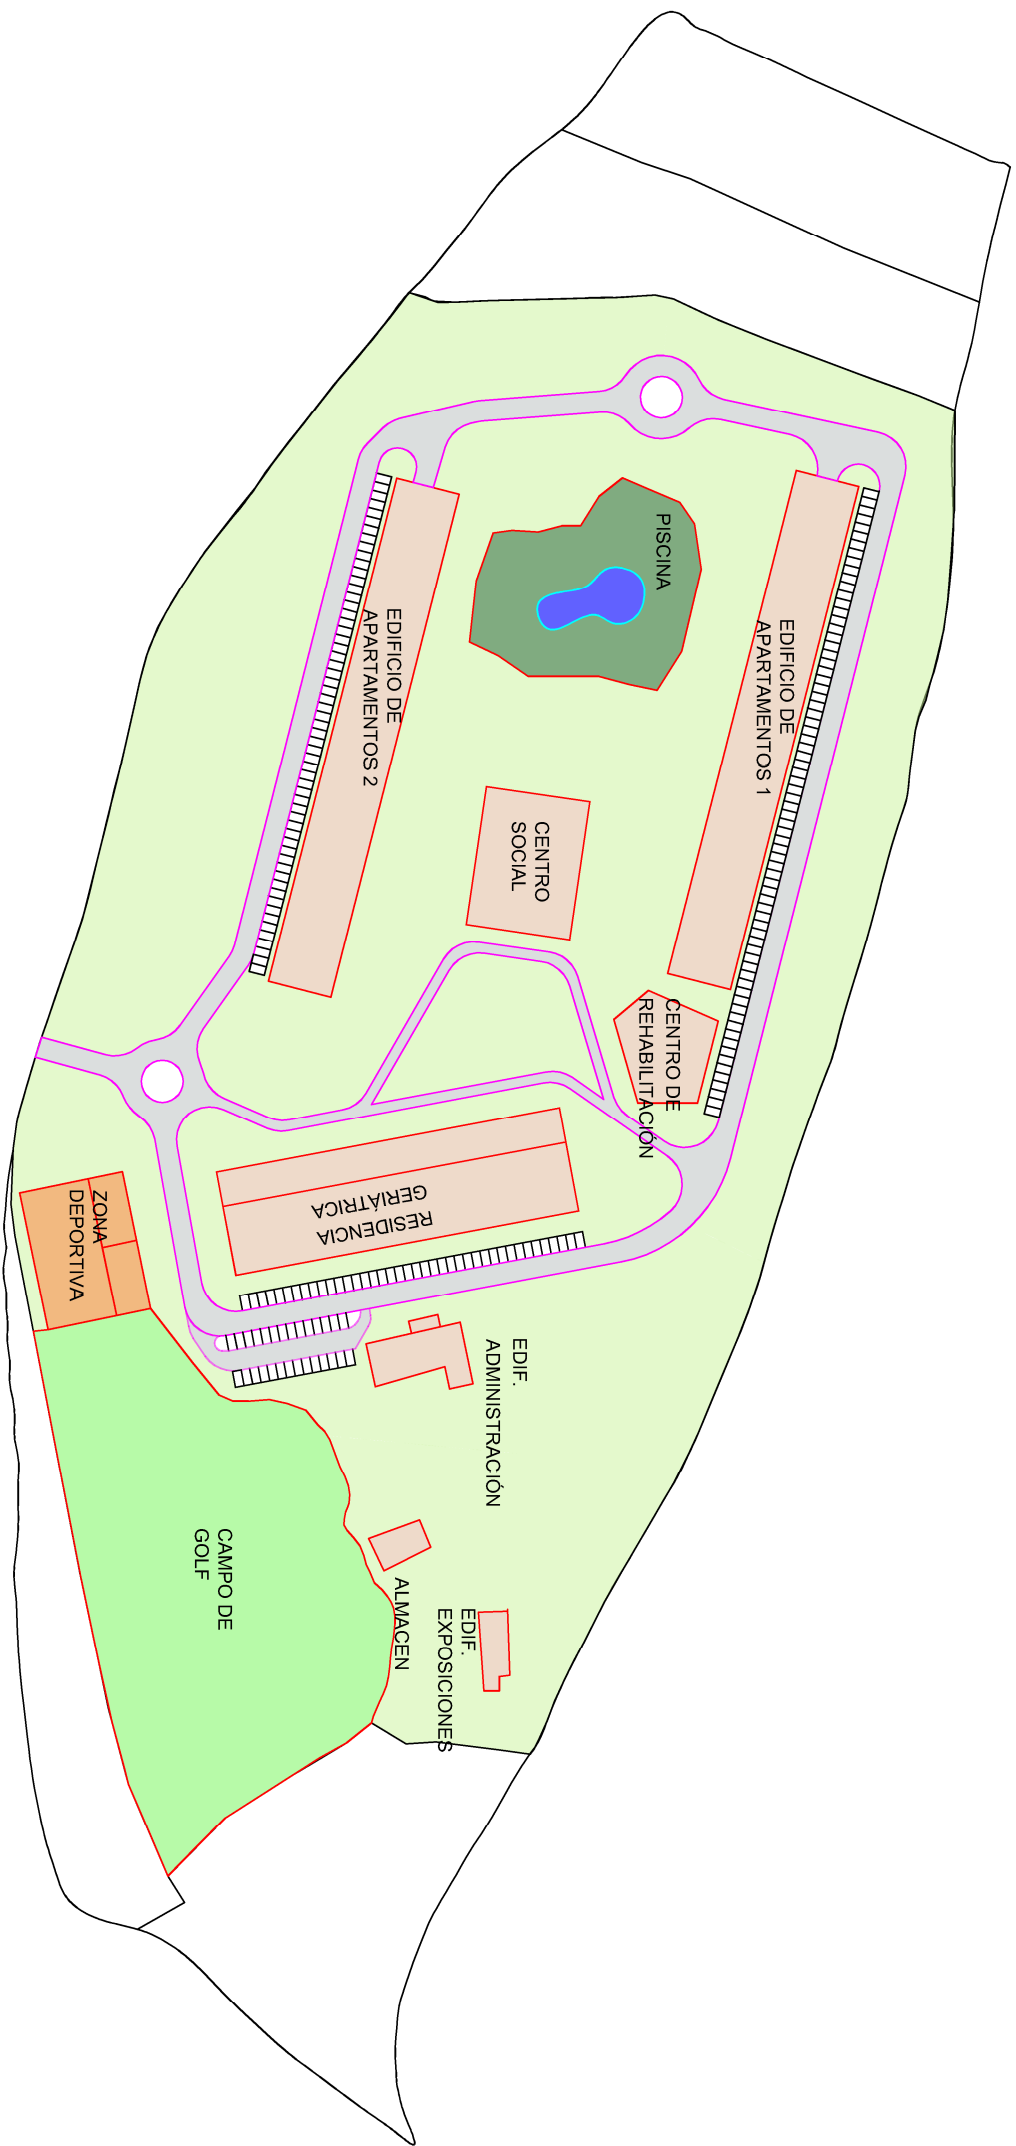 PISCINA
EDIFICIO DE
APARTAMENTOS 1
EDIFICIO DE
APARTAMENTOS 2
CENTRO
SOCIAL
CENTRO DE
REHABILITACIÓN
RESIDENCIA
GERIÁTRICA
ZONA
DEPORTIVA
EDIF.
ADMINISTRACIÓN
CAMPO DE
GOLF
ALMACEN
EDIF.
EXPOSICIONES